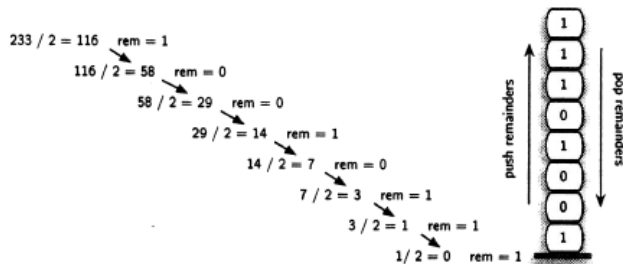 233 / 2 = 116 rem = 1
116 / 2 = 58 rem = 0
58 / 2 = 29 rem = 0
29 / 2 = 14 rem = 1
14 / 2 = 7 rem = 0
7 / 2 = 3 rem = 1
3 / 2 = 1 rem = 1
1/ 2 = 0 rem = 1
push remainders
1
1
1
0
1
0
0
1
pop remainders